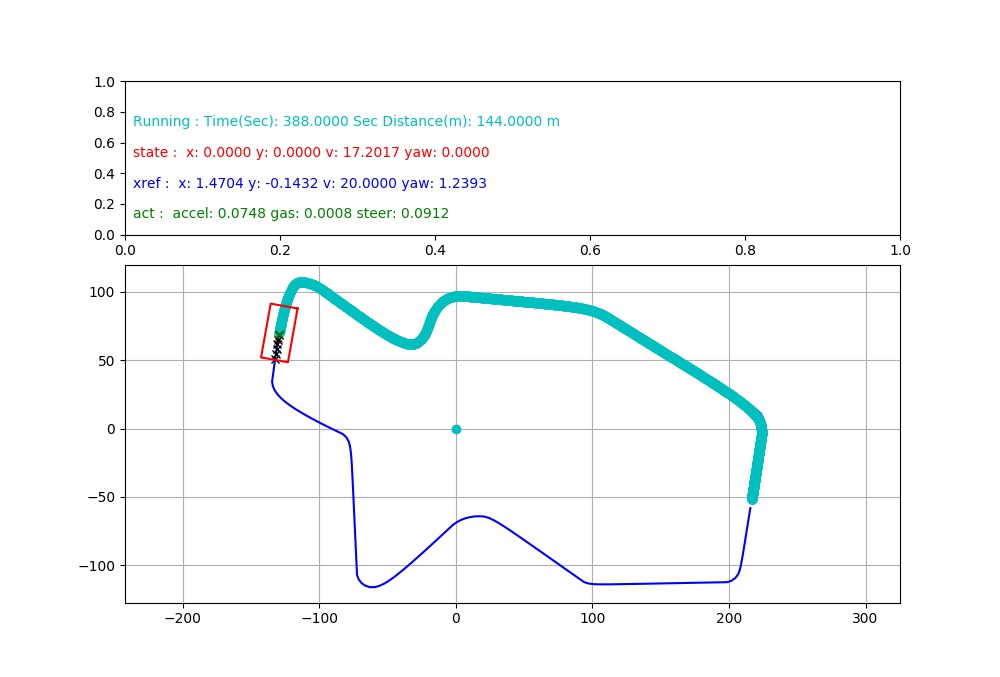 1.0
0.8
Running : Time(Sec): 388.0000 Sec Distance(m): 144.0000 m
0.6
state :  x: 0.0000 y: 0.0000 v: 17.2017 yaw: 0.0000
0.4
xref :  x: 1.4704 y: -0.1432 v: 20.0000 yaw: 1.2393
0.2
act :  accel: 0.0748 gas: 0.0008 steer: 0.0912
0.0
0.0 0.2 0.4 0.6 0.8 1.0
100
50
0
−50
−100
−200 −100 0 100 200 300